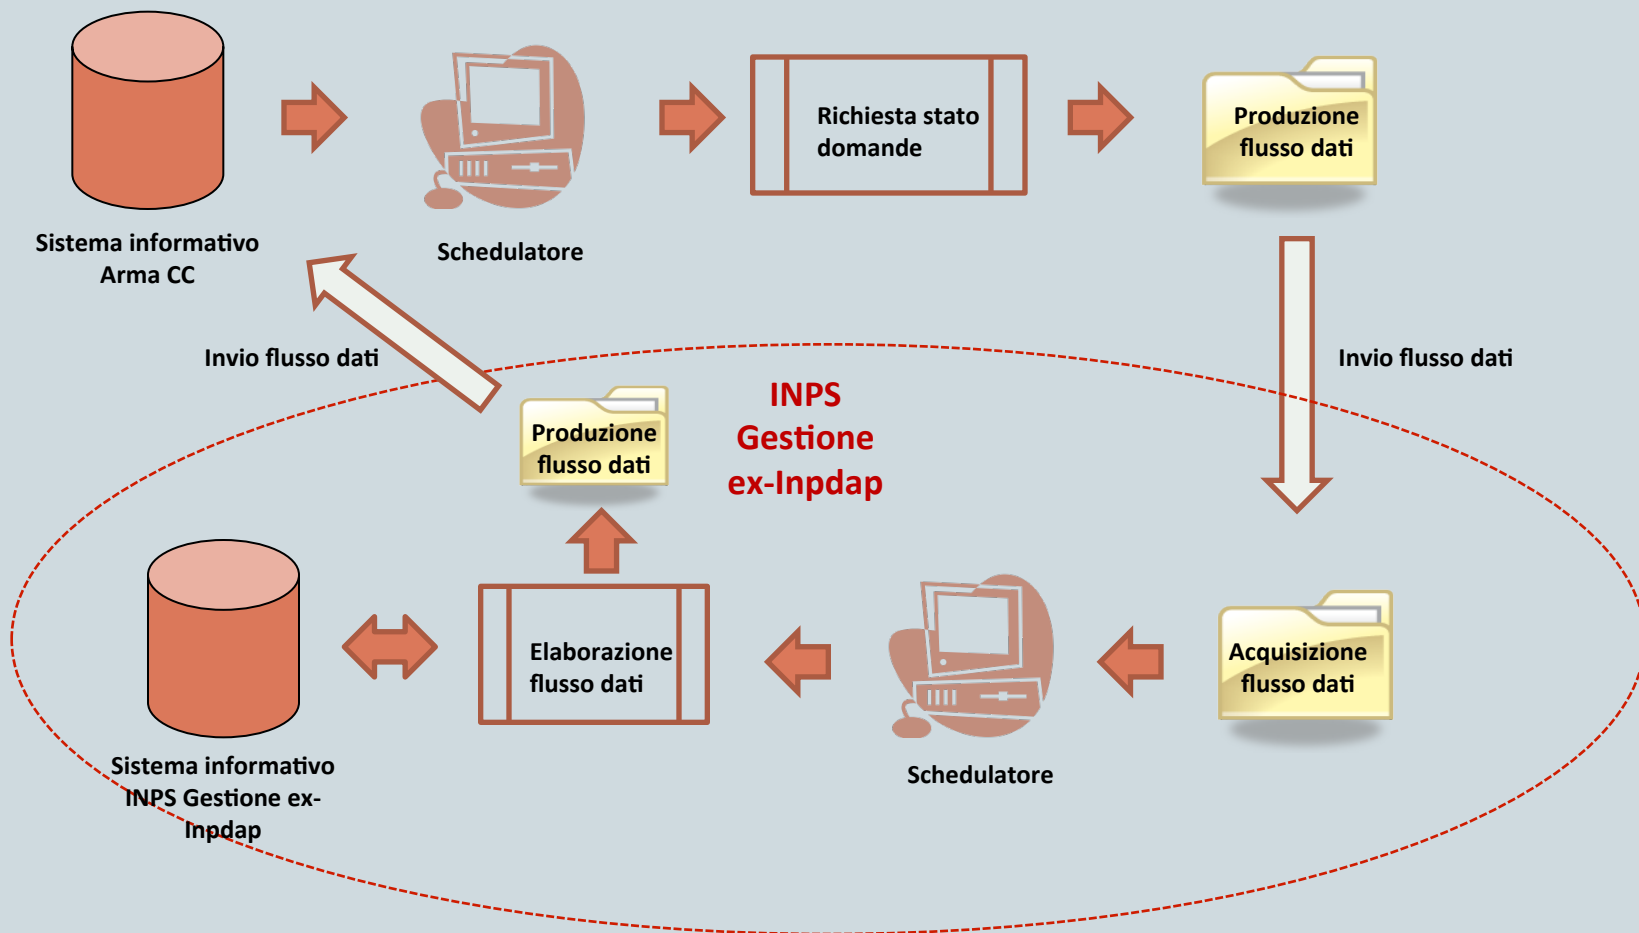 Richiesta stato
domande
Produzione
flusso dati
Sistema informativo
Arma CC
Schedulatore
Invio flusso dati
Invio flusso dati
INPS
Gestione
ex-Inpdap
Produzione
flusso dati
Elaborazione
flusso dati
Acquisizione
flusso dati
Schedulatore
Sistema informativo
INPS Gestione ex-
Inpdap